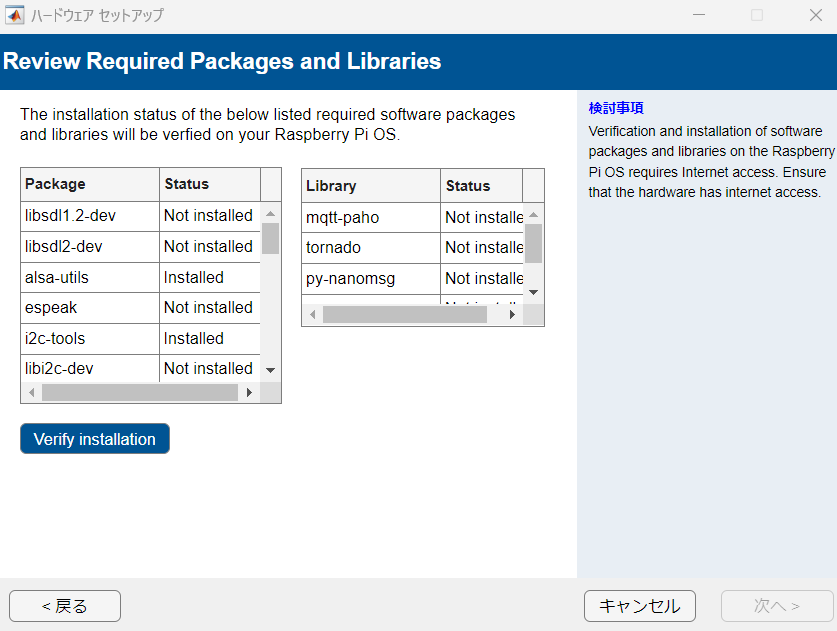 ハードウェア セットアップ
Review Required Packages and Libraries
The installation status of the below listed required software packages
and libraries will be verfied on your Raspberry Pi OS.
Package Status
libsdl1.2-dev Not installed
libsdl2-dev Not installed
alsa-utils Installed
espeak Not installed
i2c-tools Installed
libi2c-dev Not installed
Library Status
mqtt-paho Not installe
tornado Not installe
py-nanomsg Not installe
Verify installation
検討事項
Verification and installation of software
packages and libraries on the Raspberry
Pi OS requires Internet access. Ensure
that the hardware has internet access.
< 戻る
キャンセル
次へ >